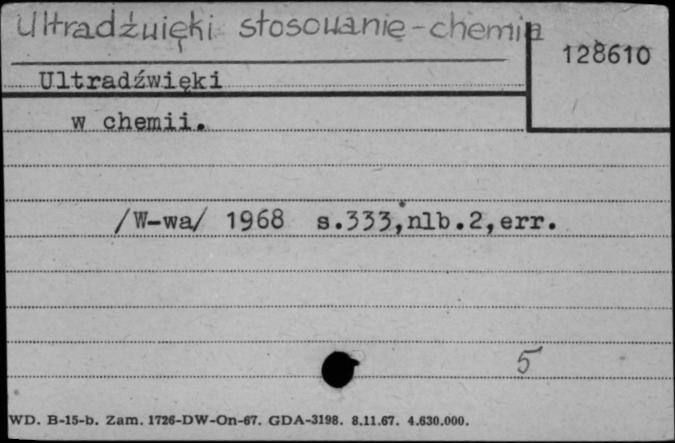 Ultradźwięki stosowanie - chemia
128610
Ultradźwięki
w chemii.
/W-wa/ 1968 s.333,nlb.2,err.
5
WD. B-15-b. Zam. 1726-DW-On-67. GDA-3198. 8.11.67. 4.630.000.